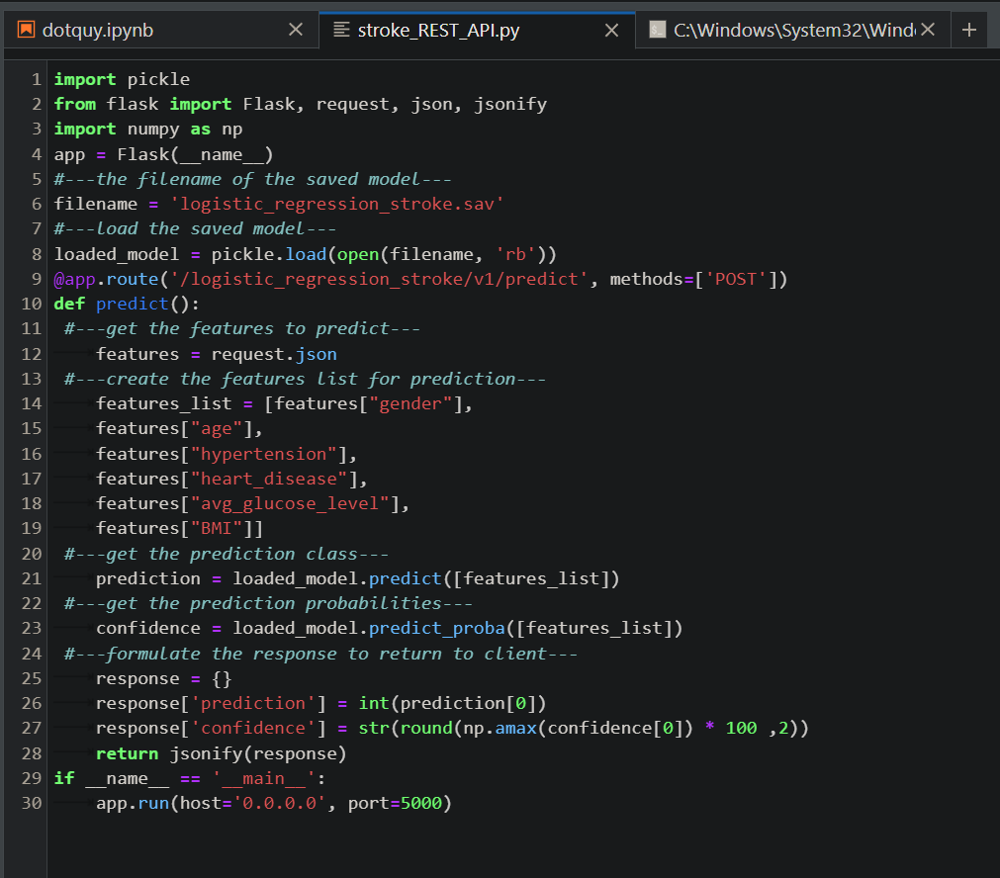 dotquy.ipynb
stroke_REST_API.py
C:\Windows\System32\Wind
1 import pickle
2 from flask import Flask, request, json, jsonify
3 import numpy as np
4 app = Flask(__name__)
5 #---the filename of the saved model---
6 filename = 'logistic_regression_stroke.sav'
7 #---load the saved model---
8 loaded_model = pickle.load(open(filename, 'rb'))
9 @app.route('/logistic_regression_stroke/v1/predict', methods=['POST'])
10 def predict():
11  #---get the features to predict---
12     features = request.json
13  #---create the features list for prediction---
14     features_list = [features["gender"],
15     features["age"],
16     features["hypertension"],
17     features["heart_disease"],
18     features["avg_glucose_level"],
19     features["BMI"]]
20  #---get the prediction class---
21     prediction = loaded_model.predict([features_list])
22  #---get the prediction probabilities---
23     confidence = loaded_model.predict_proba([features_list])
24  #---formulate the response to return to client---
25     response = {}
26     response['prediction'] = int(prediction[0])
27     response['confidence'] = str(round(np.amax(confidence[0]) * 100 ,2))
28     return jsonify(response)
29 if __name__ == '__main__':
30     app.run(host='0.0.0.0', port=5000)